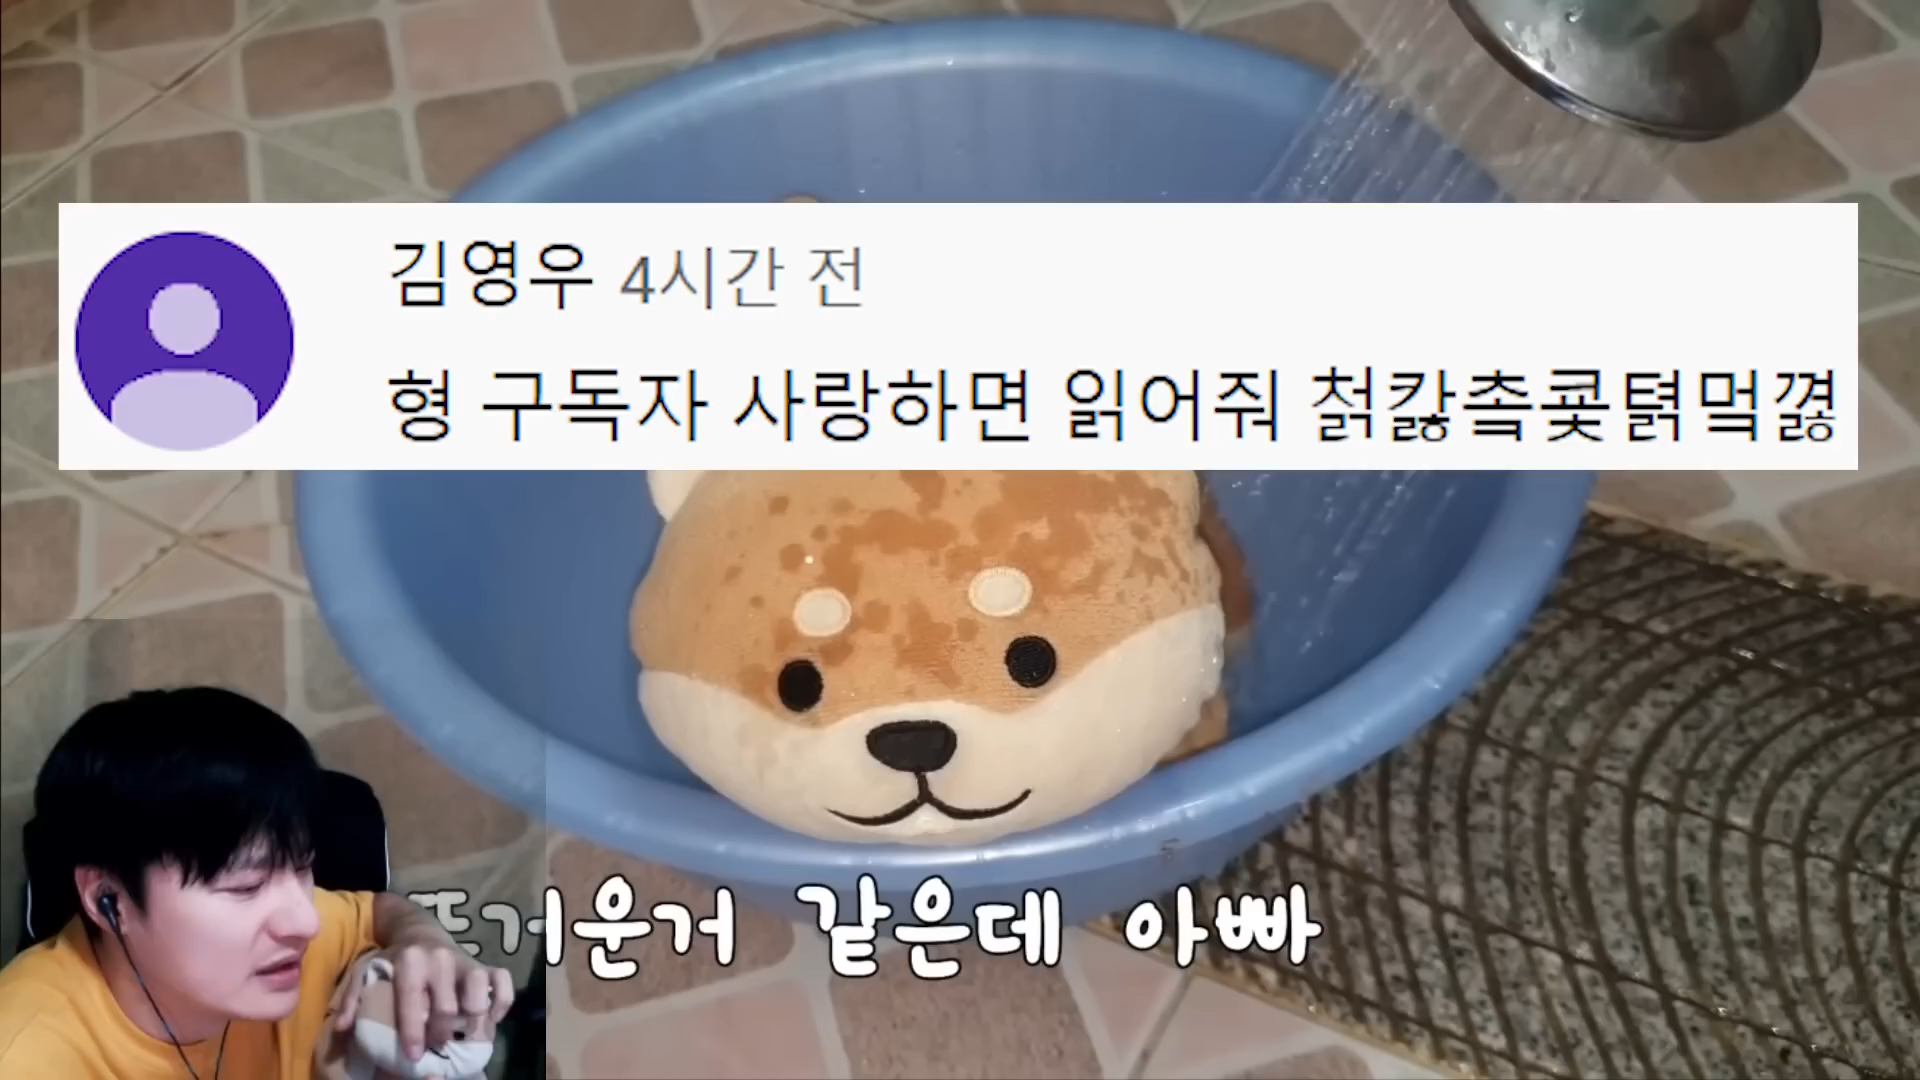 김영우 4시간 전
형 구독자 사랑하면 읽어줘
뜨거운거 같은데 아빠